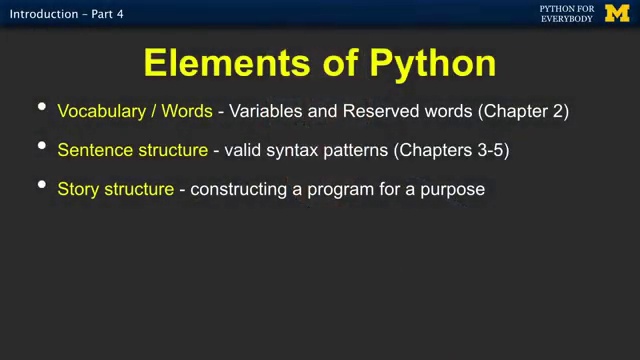 Introduction – Part 4
PYTHON FOR
EVERYBODY
M
Elements of Python
• Vocabulary / Words - Variables and Reserved words (Chapter 2)
• Sentence structure - valid syntax patterns (Chapters 3-5)
• Story structure - constructing a program for a purpose